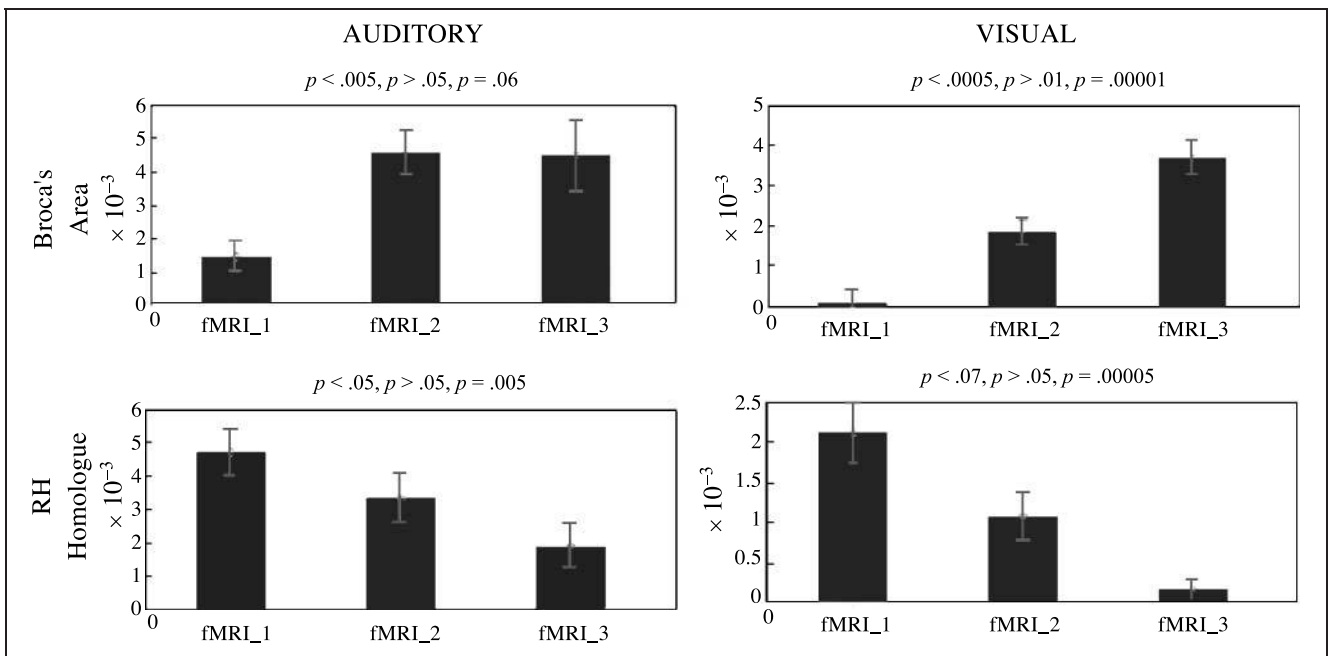 AUDITORY
VISUAL
p < .005, p > .05, p = .06
6
5
4
3
2
1
0
0
fMRI_1
fMRI_2
fMRI_3
Broca's
Area
× 10⁻³
p < .0005, p > .01, p = .00001
5
4
3
2
1
0
0
fMRI_1
fMRI_2
fMRI_3
× 10⁻³
p < .05, p > .05, p = .005
6
5
4
3
2
1
0
0
fMRI_1
fMRI_2
fMRI_3
RH
Homologue
× 10⁻³
p < .07, p > .05, p = .00005
2.5
2
1.5
1
0.5
0
0
fMRI_1
fMRI_2
fMRI_3
× 10⁻³